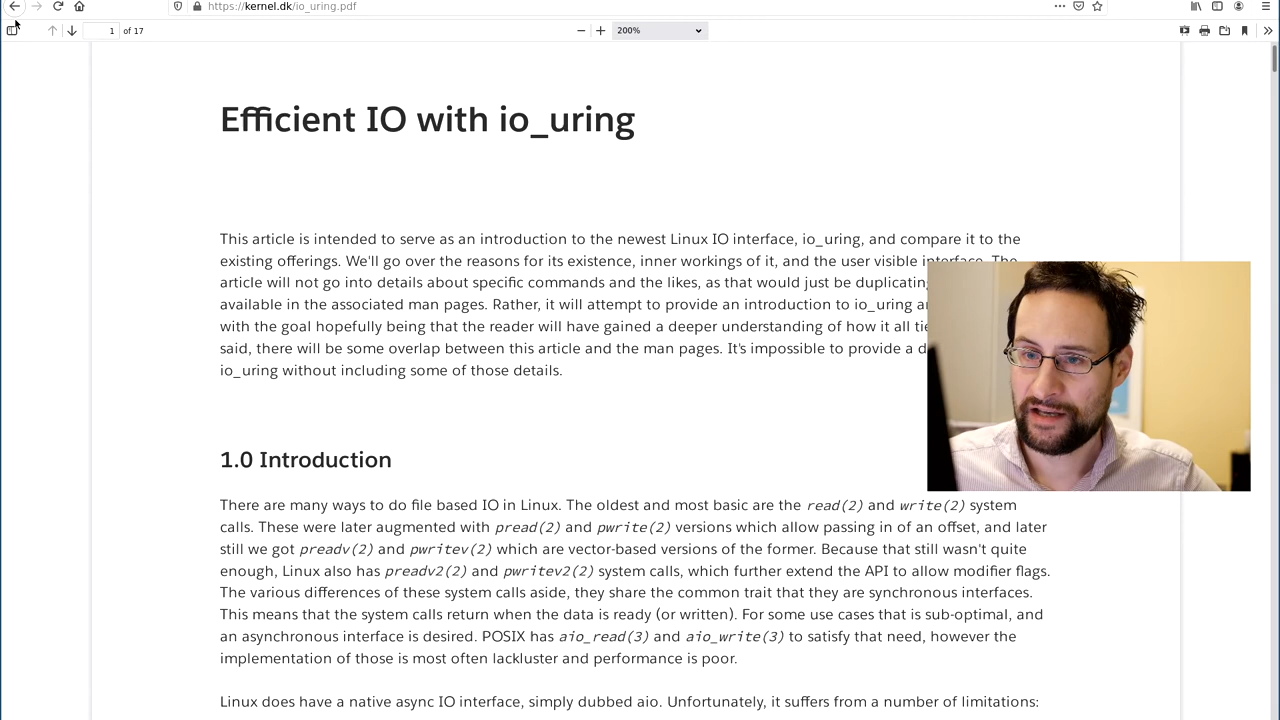 https://kernel.dk/io_uring.pdf
1 of 17
200%
Efficient IO with io_uring
This article is intended to serve as an introduction to the newest Linux IO interface, io_uring, and compare it to the
existing offerings. We'll go over the reasons for its existence, inner workings of it, and the user visible interface. The
article will not go into details about specific commands and the likes, as that would just be duplicating
available in the associated man pages. Rather, it will attempt to provide an introduction to io_uring
with the goal hopefully being that the reader will have gained a deeper understanding of how it all
said, there will be some overlap between this article and the man pages. It's impossible to provide a
io_uring without including some of those details.
1.0 Introduction
There are many ways to do file based IO in Linux. The oldest and most basic are the read(2) and write(2) system
calls. These were later augmented with pread(2) and pwrite(2) versions which allow passing in of an offset, and later
still we got preadv(2) and pwritev(2) which are vector-based versions of the former. Because that still wasn't quite
enough, Linux also has preadv2(2) and pwritev2(2) system calls, which further extend the API to allow modifier flags.
The various differences of these system calls aside, they share the common trait that they are synchronous interfaces.
This means that the system calls return when the data is ready (or written). For some use cases that is sub-optimal, and
an asynchronous interface is desired. POSIX has aio_read(3) and aio_write(3) to satisfy that need, however the
implementation of those is most often lackluster and performance is poor.
Linux does have a native async IO interface, simply dubbed aio. Unfortunately, it suffers from a number of limitations: